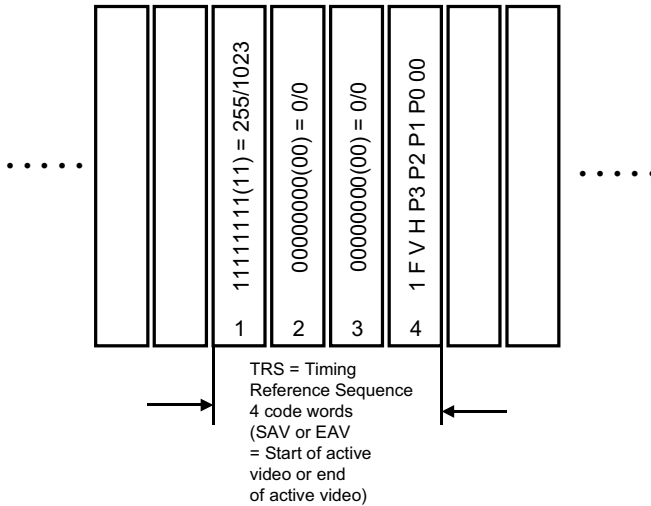 11111111(11) = 255/1023
00000000(00) = 0/0
00000000(00) = 0/0
1 F V H P3 P2 P1 P0 00
1
2
3
4
TRS = Timing
Reference Sequence
4 code words
(SAV or EAV
= Start of active
video or end
of active video)